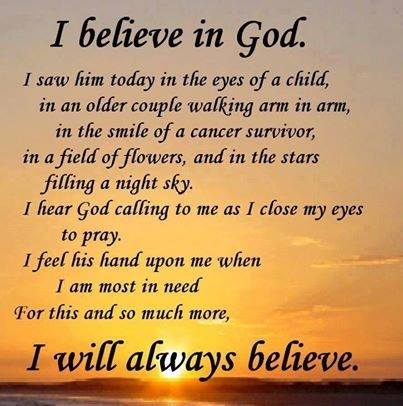 I believe in God.
I saw him today in the eyes of a child,
in an older couple walking arm in arm,
in the smile of a cancer survivor,
in a field of flowers, and in the stars
filling a night sky.
I hear God calling to me as I close my eyes
to pray.
I feel his hand upon me when
I am most in need
For this and so much more,
I will always believe.